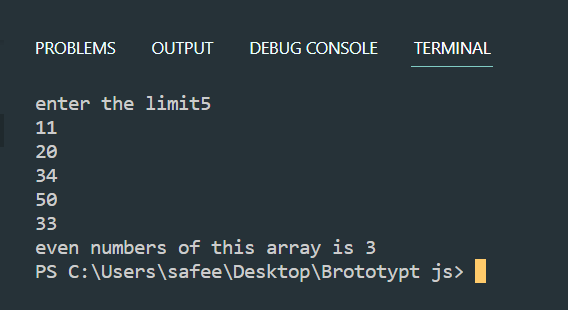 PROBLEMS OUTPUT DEBUG CONSOLE TERMINAL
enter the limit5
11
20
34
50
33
even numbers of this array is 3
PS C:\Users\safee\Desktop\Brototypt js>